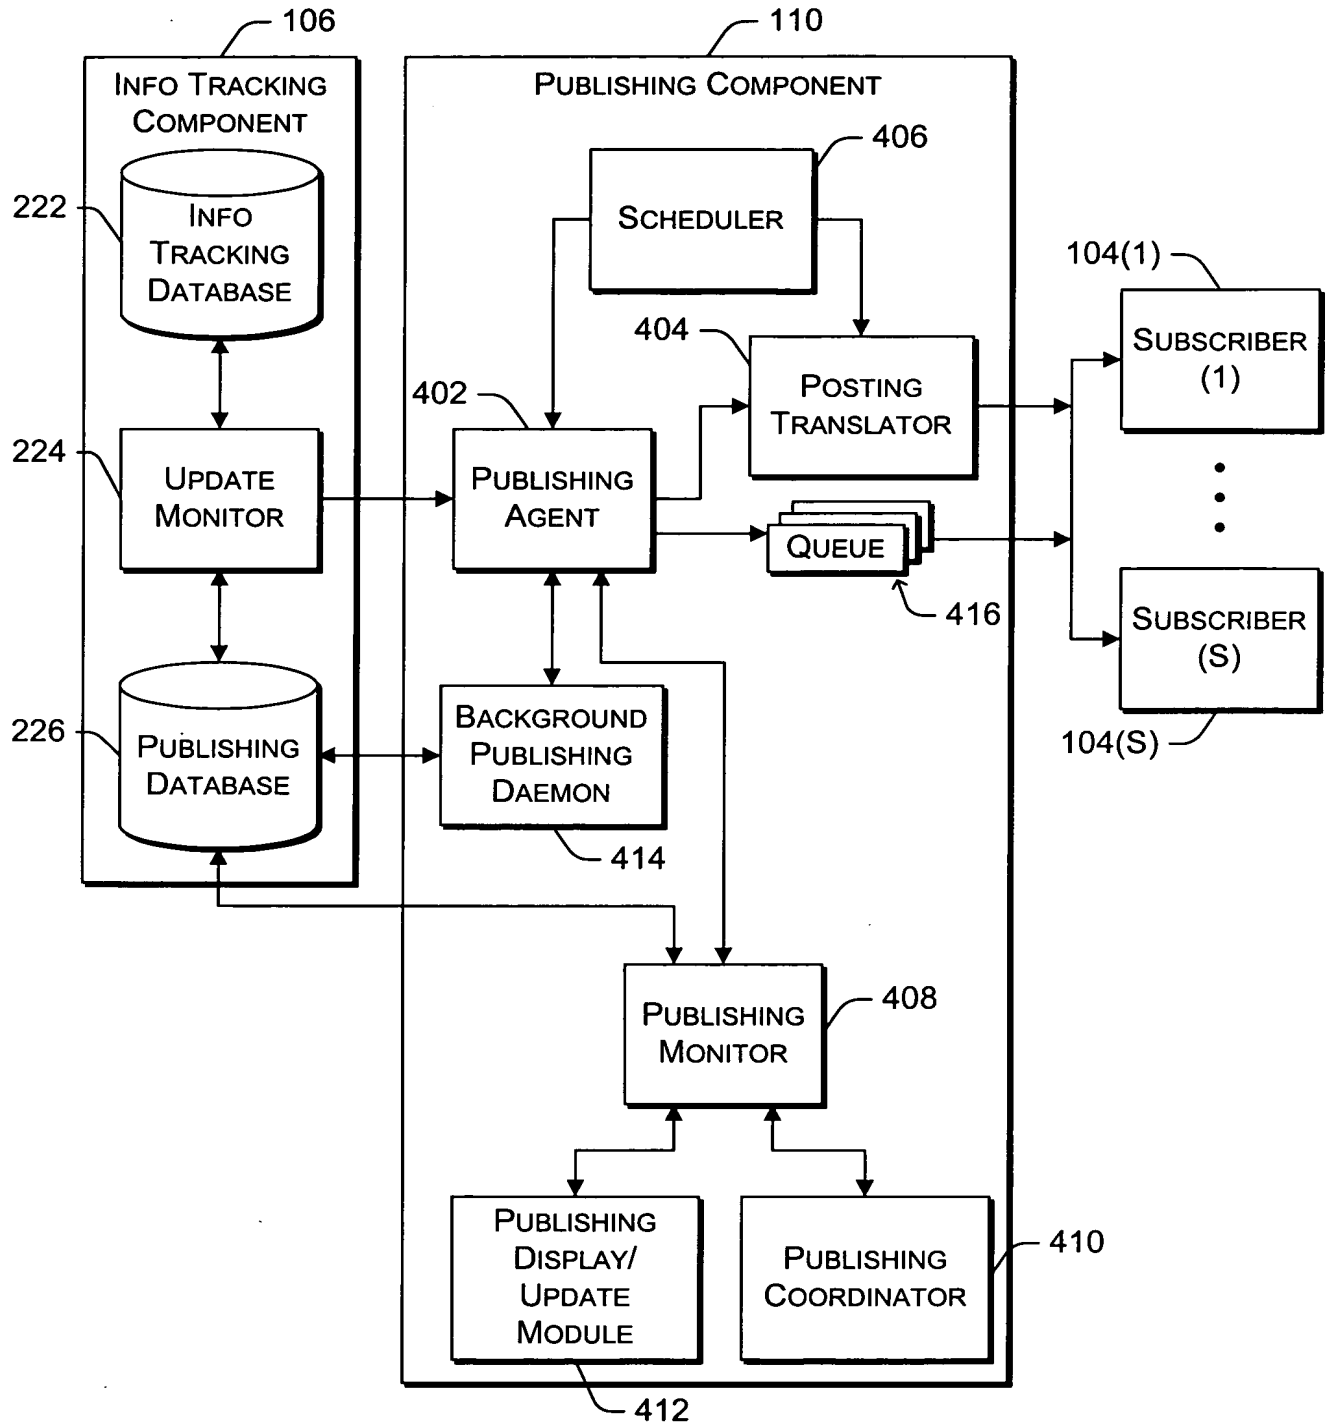 106
110
INFO TRACKING
COMPONENT
PUBLISHING COMPONENT
406
222
INFO
TRACKING
DATABASE
SCHEDULER
104(1)
404
SUBSCRIBER
(1)
402
POSTING
TRANSLATOR
224
UPDATE
MONITOR
PUBLISHING
AGENT
QUEUE
416
SUBSCRIBER
(S)
226
PUBLISHING
DATABASE
BACKGROUND
PUBLISHING
DAEMON
104(S)
414
408
PUBLISHING
MONITOR
PUBLISHING
DISPLAY/
UPDATE
MODULE
410
PUBLISHING
COORDINATOR
412